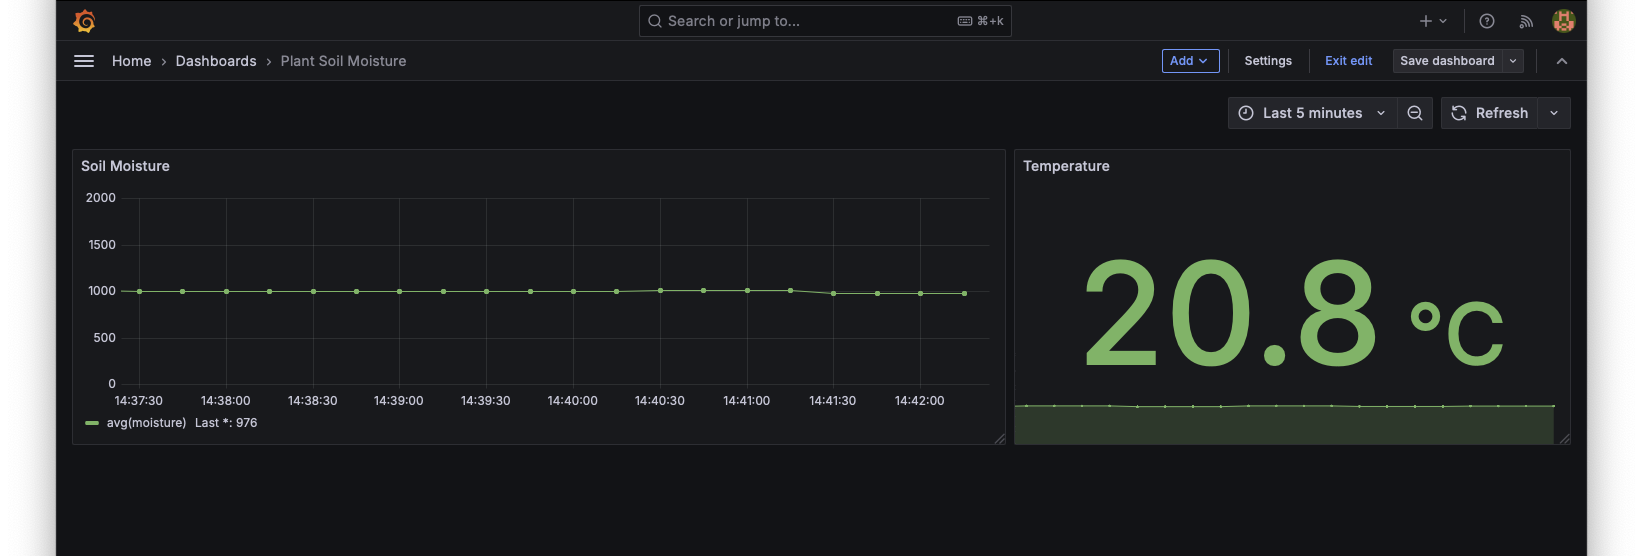 Search or jump to... ⌘+k
Home › Dashboards › Plant Soil Moisture Add Settings Exit edit Save dashboard
Last 5 minutes Refresh
Soil Moisture
2000
1500
1000
500
0
14:37:30 14:38:00 14:38:30 14:39:00 14:39:30 14:40:00 14:40:30 14:41:00 14:41:30 14:42:00
avg(moisture) Last *: 976
Temperature
20.8 °C